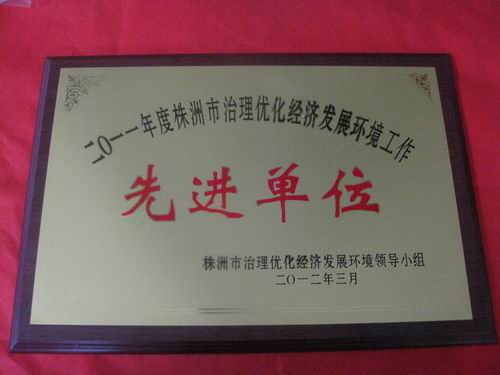 二〇一一年度株洲市治理优化经济发展环境工作
先进单位
株洲市治理优化经济发展环境领导小组
二〇一二年三月